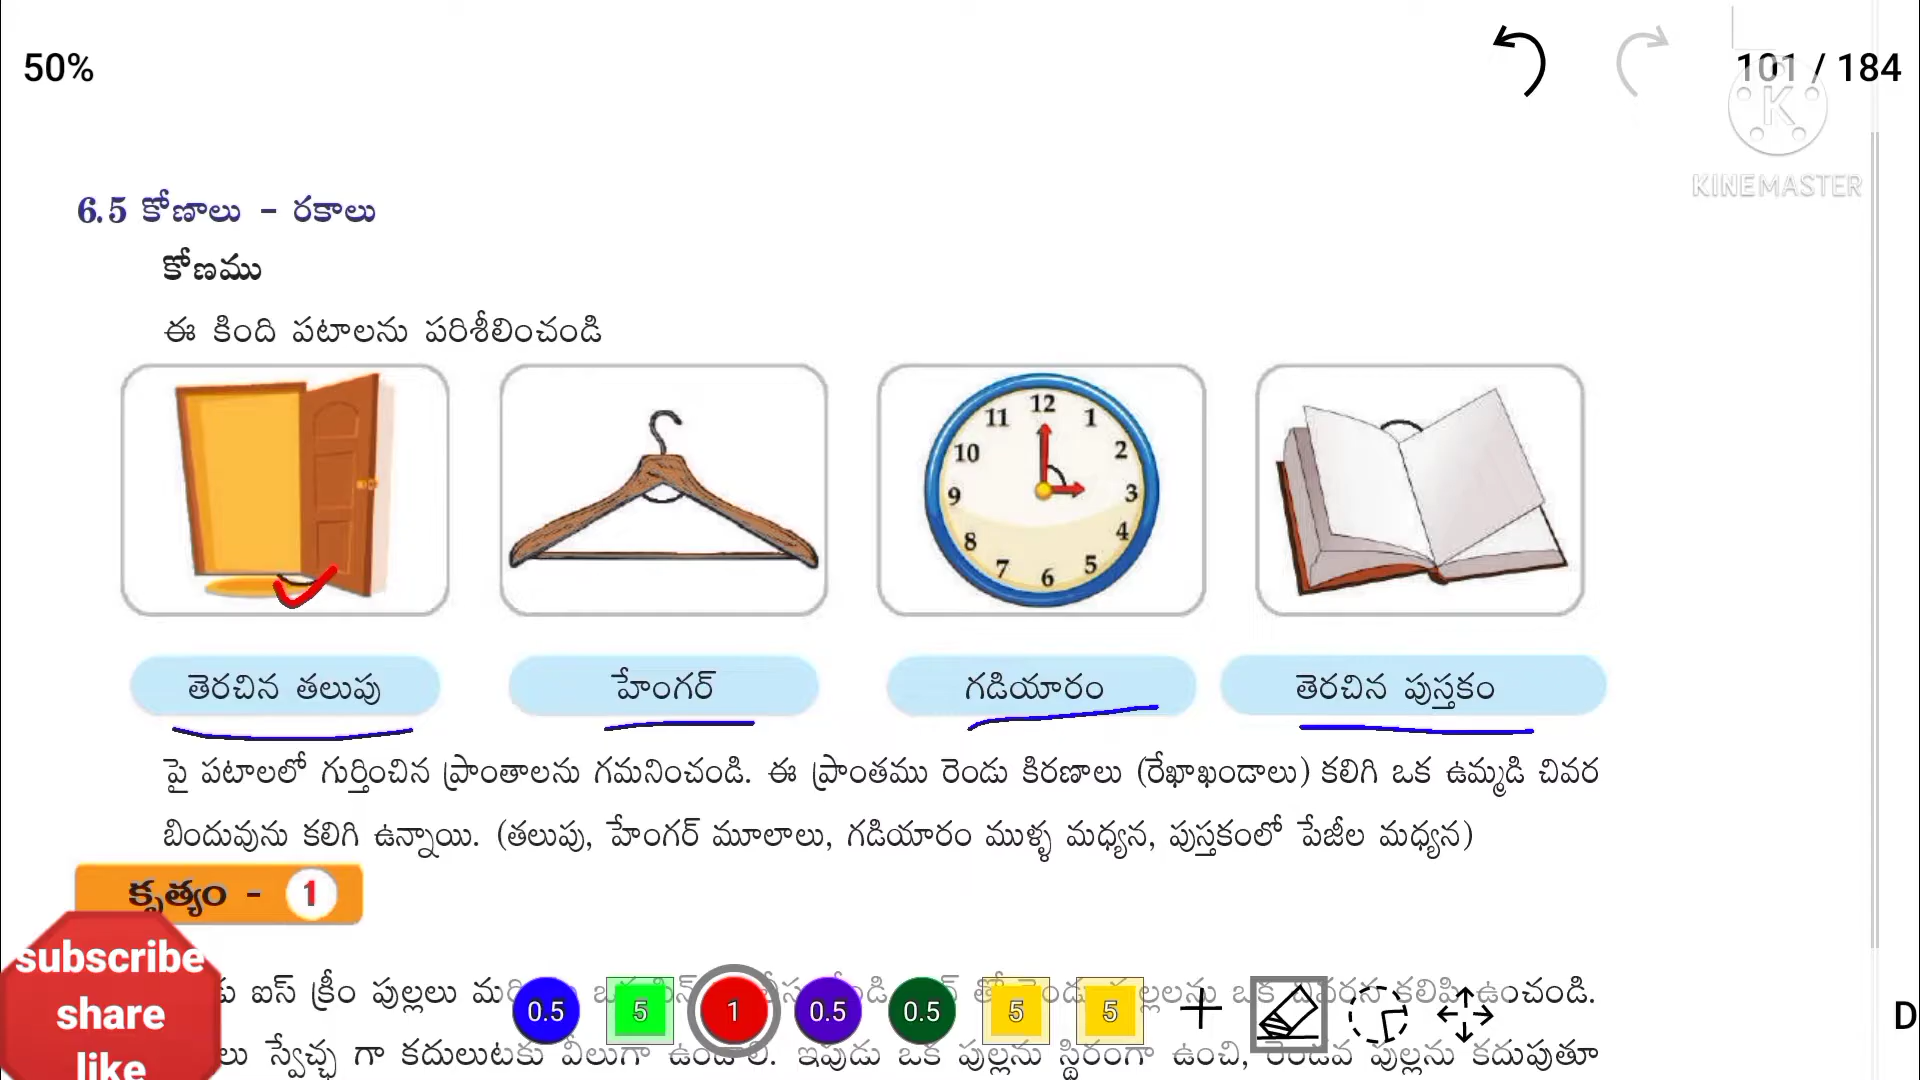 50%
101 / 184
KINEMASTER
6.5 కోణాలు - రకాలు
కోణము
ఈ కింది పటాలను పరిశీలించండి
12
11
1
10
2
9
3
8
4
7
5
6
తెరచిన తలుపు
హేంగర్
గడియారం
తెరచిన పుస్తకం
పై పటాలలో గుర్తించిన ప్రాంతాలను గమనించండి. ఈ ప్రాంతము రెండు కిరణాలు (రేఖాఖండాలు) కలిగి ఒక ఉమ్మడి చివర
బిందువును కలిగి ఉన్నాయి. (తలుపు, హేంగర్ మూలాలు, గడియారం ముళ్ళ మధ్యన, పుస్తకంలో పేజీల మధ్యన)
కృత్యం - 1
ఐస్ క్రీం పుల్లలు ఒక కలిపి ఉంచండి.
స్వేచ్ఛ గా కదులుటకు వీలుగా ఉండాలి. ఇపుడు ఒక పుల్లను స్థిరంగా ఉంచి, రెండవ పుల్లను కదుపుతూ
subscribe
share
like
0.5
5
1
0.5
0.5
5
5
D